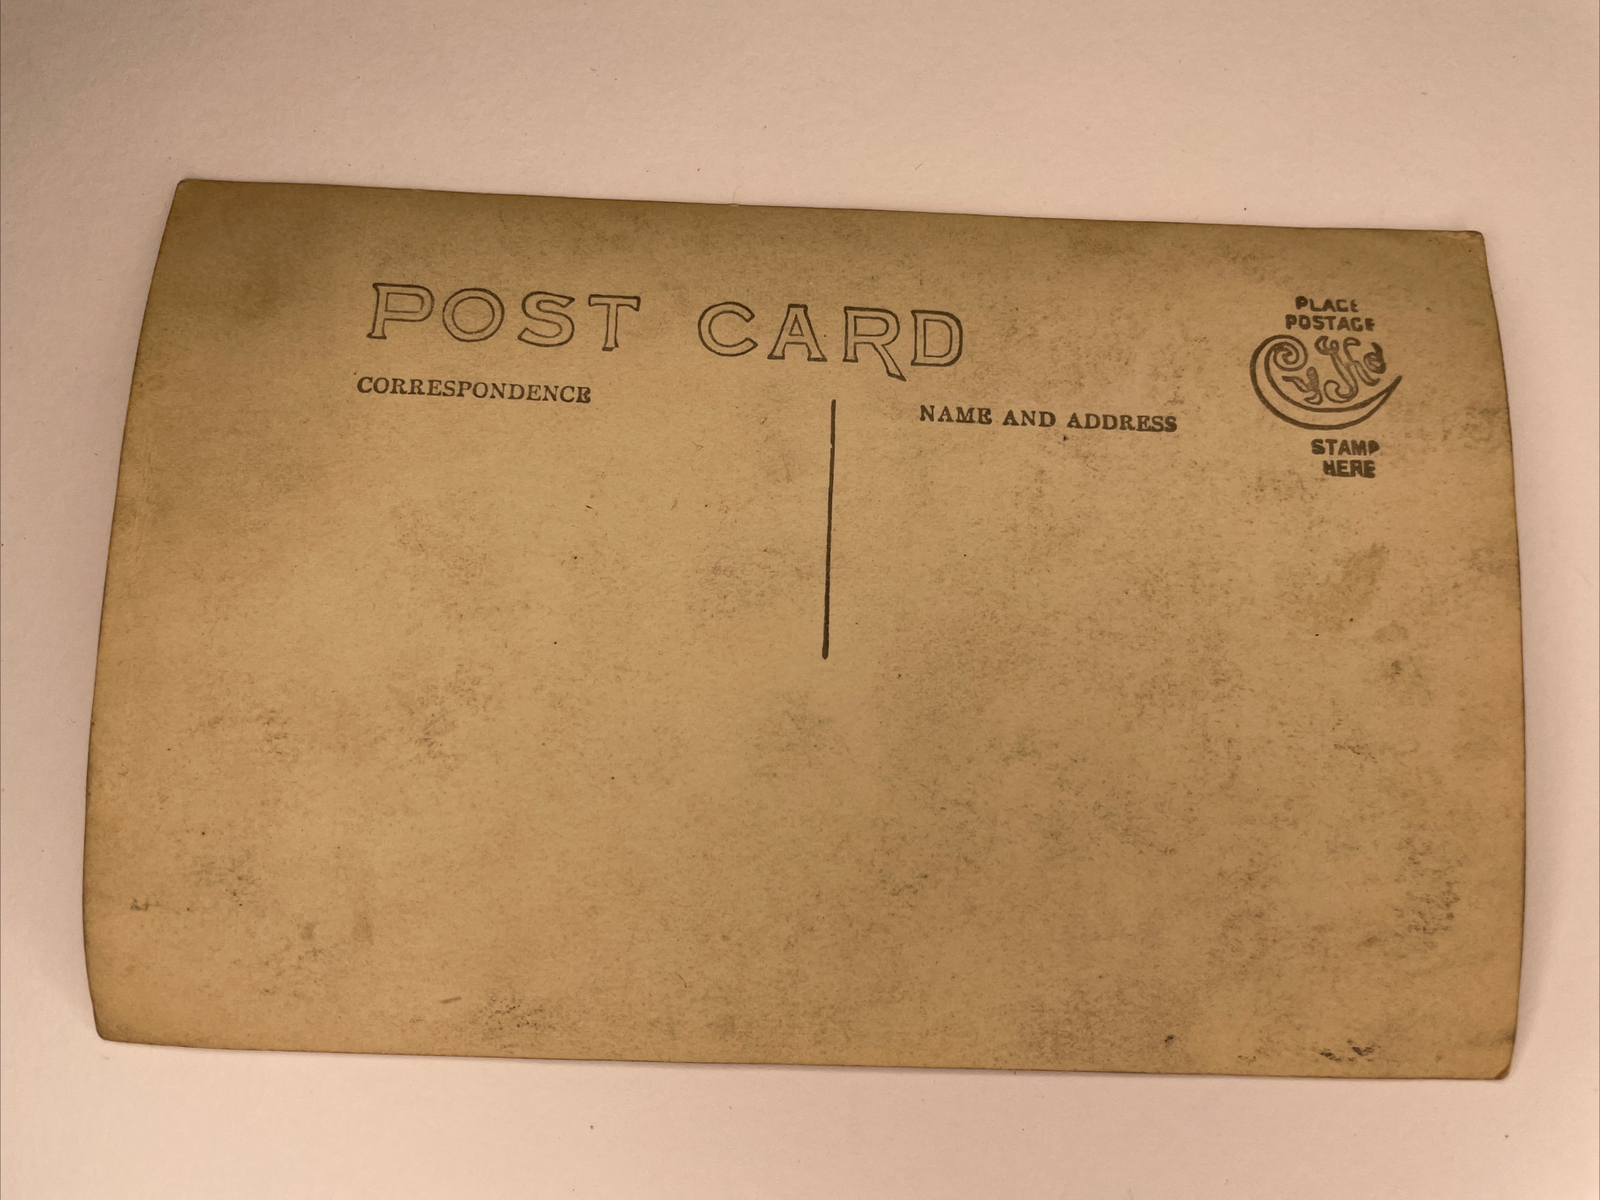 POST CARD
CORRESPONDENCE
NAME AND ADDRESS
PLACE
POSTAGE
STAMP
HERE